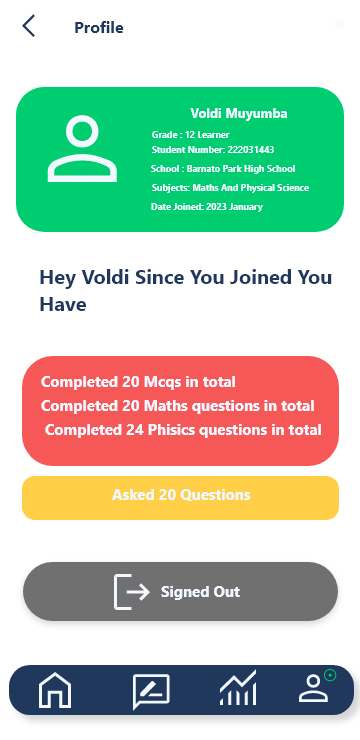 Profile
Voldi Muyumba
Grade : 12 Learner
Student Number: 222031443
School : Barnato Park High School
Subjects: Maths And Physical Science
Date Joined: 2023 January
Hey Voldi Since You Joined You
Have
Completed 20 Mcqs in total
Completed 20 Maths questions in total
Completed 24 Phisics questions in total
Asked 20 Questions
Signed Out